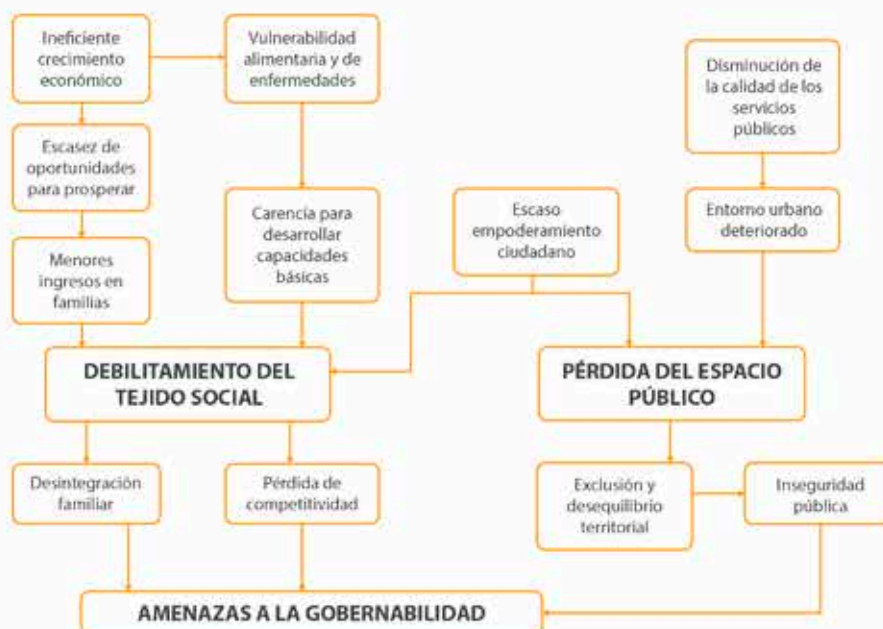 Ineficiente
crecimiento
económico
Vulnerabilidad
alimentaria y de
enfermedades
Disminución de
la calidad de los
servicios
públicos
Escasez de
oportunidades
para prosperar
Carencia para
desarrollar
capacidades
básicas
Escaso
empoderamiento
ciudadano
Entorno urbano
deteriorado
Menores
ingresos en
familias
DEBILITAMIENTO DEL
TEJIDO SOCIAL
PÉRDIDA DEL ESPACIO
PÚBLICO
Desintegración
familiar
Pérdida de
competitividad
Exclusión y
desequilibrio
territorial
Inseguridad
pública
AMENAZAS A LA GOBERNABILIDAD